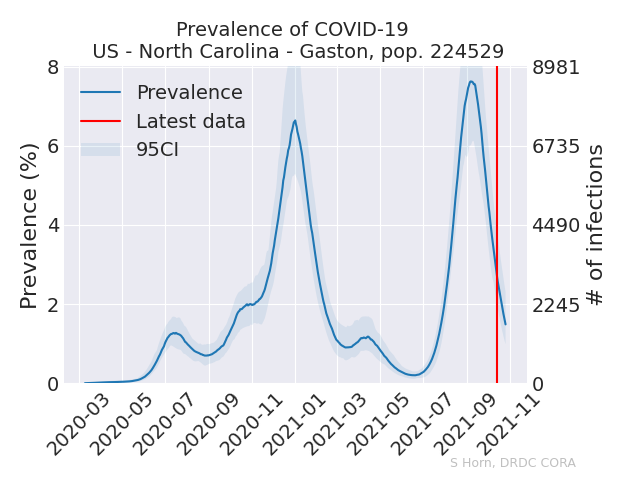 Prevalence of COVID-19
US - North Carolina - Gaston, pop. 224529
Prevalence
Latest data
95CI
Prevalence (%)
8
6
4
2
0
8981
6735
4490
2245
0
# of infections
2020-03
2020-05
2020-07
2020-09
2020-11
2021-01
2021-03
2021-05
2021-07
2021-09
2021-11
S Horn, DRDC CORA